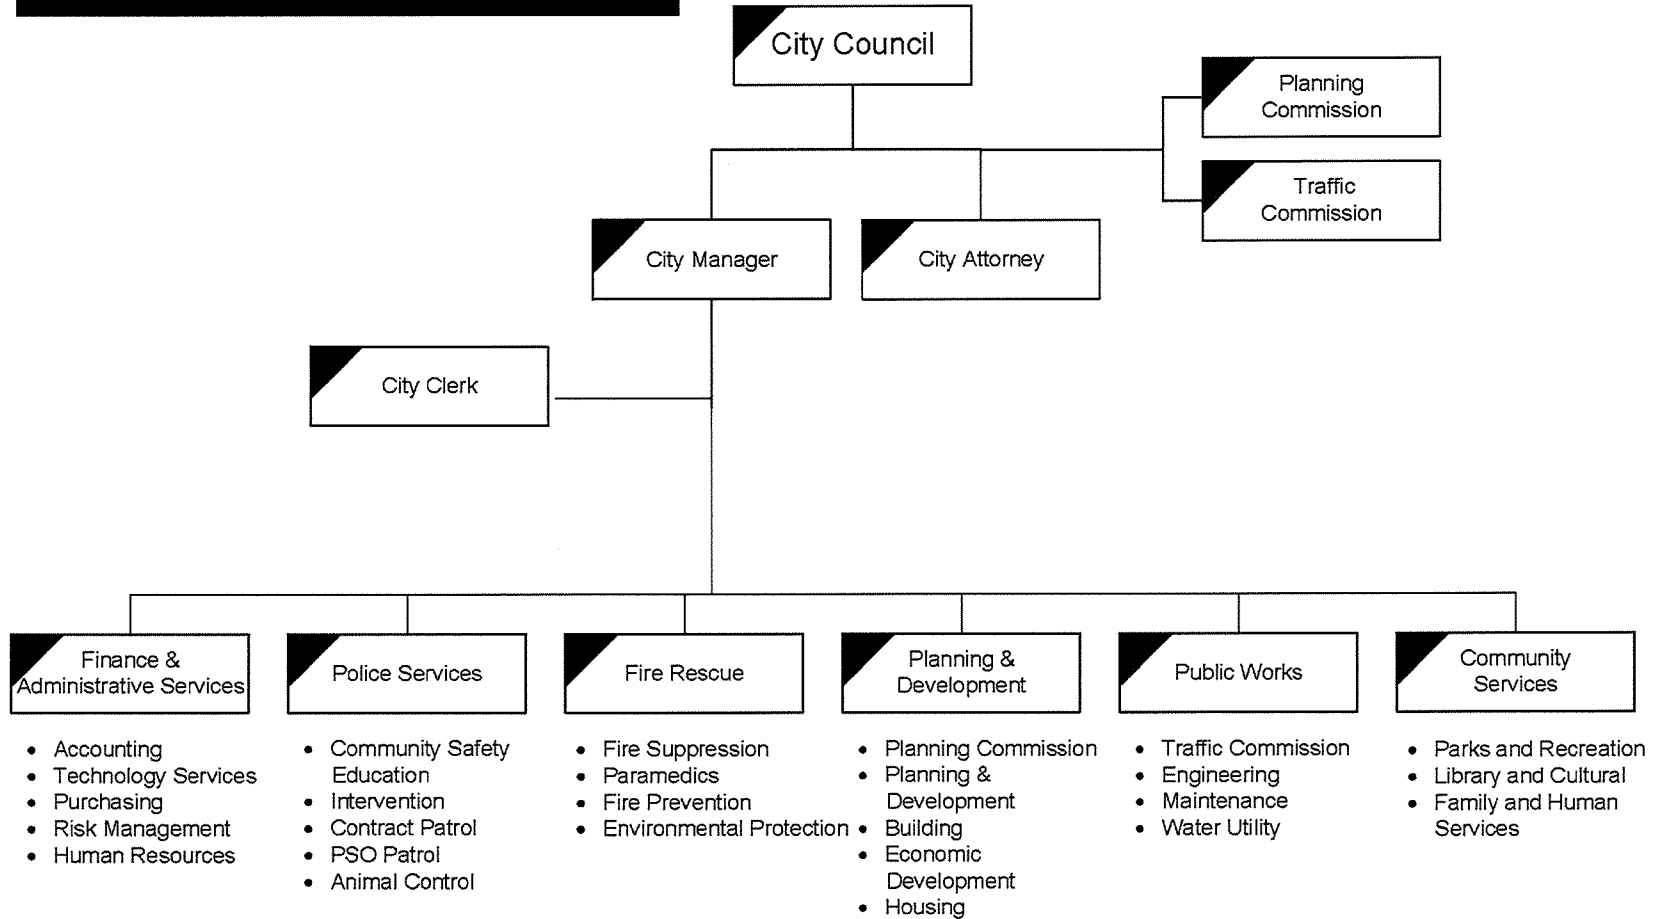 City Council
Planning
Commission
Traffic
Commission
City Manager
City Attorney
City Clerk
Finance &
Administrative Services
Police Services
Fire Rescue
Planning &
Development
Public Works
Community
Services
• Accounting
• Technology Services
• Purchasing
• Risk Management
• Human Resources
• Community Safety
Education
• Intervention
• Contract Patrol
• PSO Patrol
• Animal Control
• Fire Suppression
• Paramedics
• Fire Prevention
• Environmental Protection
• Planning Commission
• Planning &
Development
• Building
• Economic
Development
• Housing
• Traffic Commission
• Engineering
• Maintenance
• Water Utility
• Parks and Recreation
• Library and Cultural
• Family and Human
Services